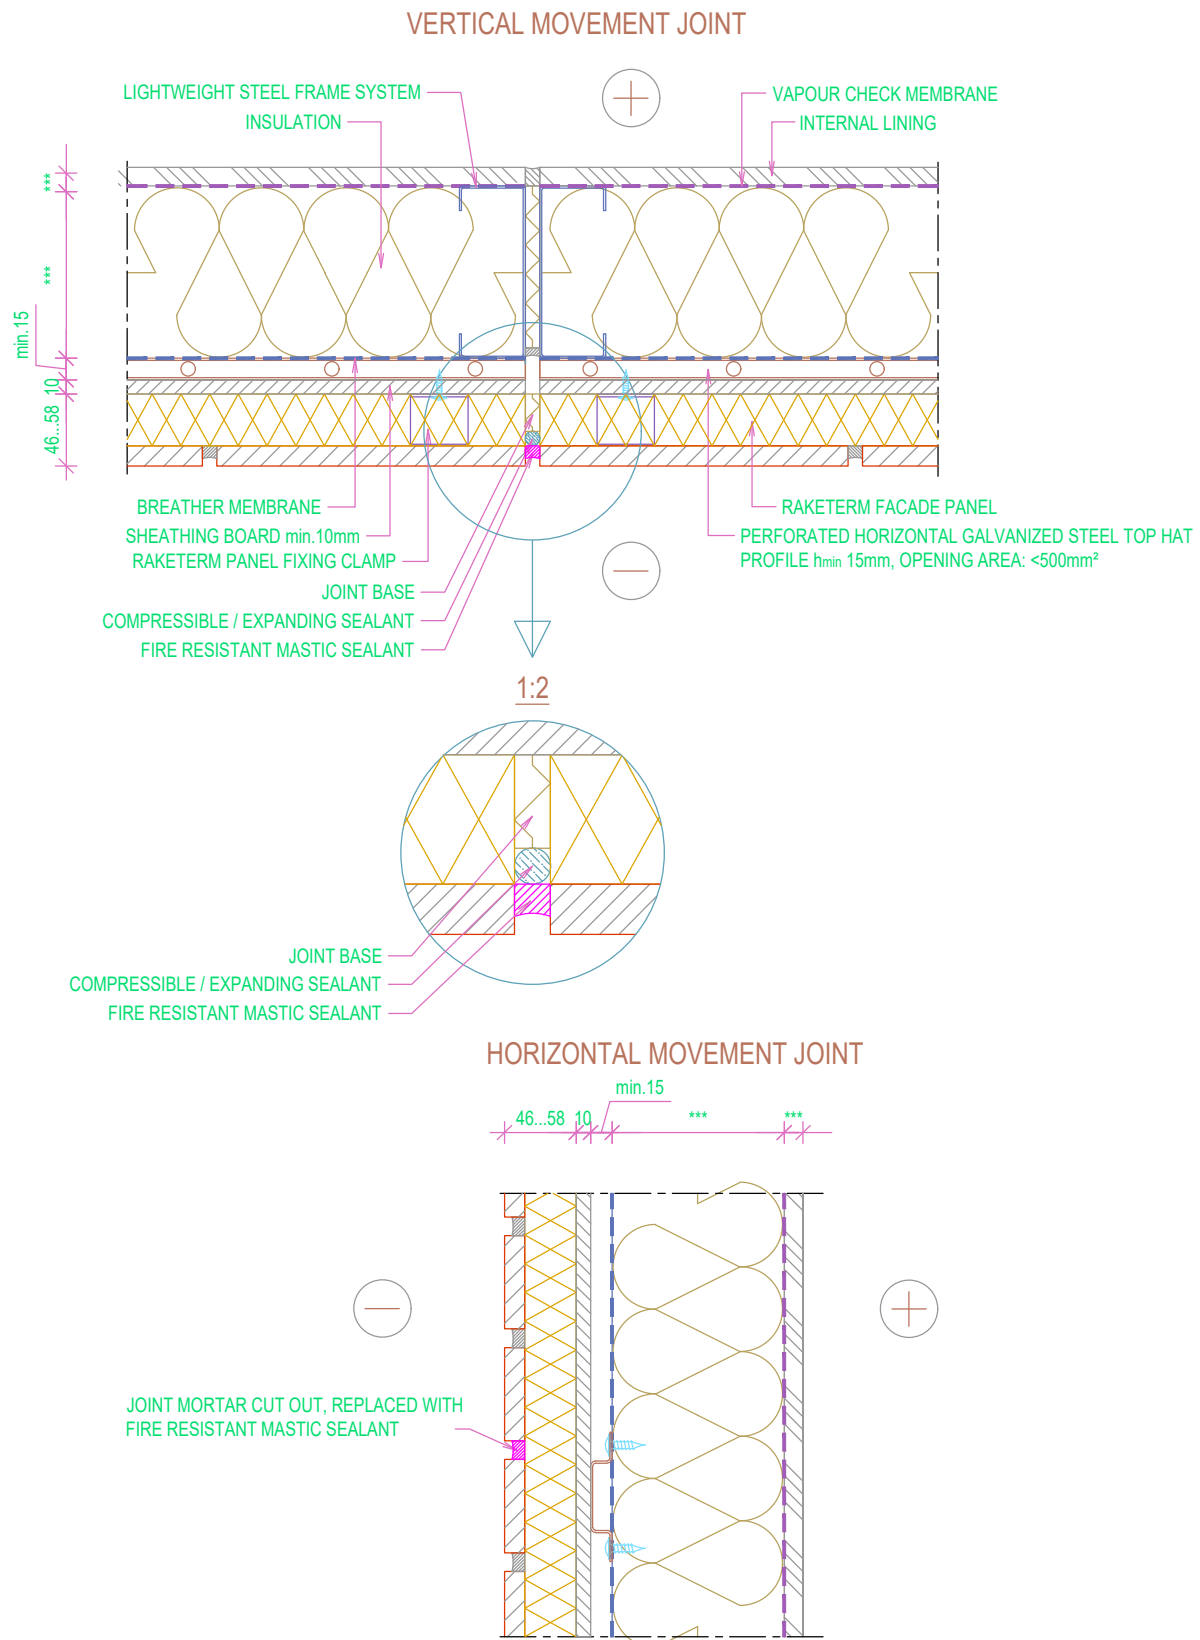 VERTICAL MOVEMENT JOINT
LIGHTWEIGHT STEEL FRAME SYSTEM
INSULATION
VAPOUR CHECK MEMBRANE
INTERNAL LINING
***
***
min.15
10
46...58
BREATHER MEMBRANE
SHEATHING BOARD min.10mm
RAKETERM PANEL FIXING CLAMP
JOINT BASE
COMPRESSIBLE / EXPANDING SEALANT
FIRE RESISTANT MASTIC SEALANT
RAKETERM FACADE PANEL
PERFORATED HORIZONTAL GALVANIZED STEEL TOP HAT
PROFILE hmin 15mm, OPENING AREA: <500mm²
1:2
JOINT BASE
COMPRESSIBLE / EXPANDING SEALANT
FIRE RESISTANT MASTIC SEALANT
HORIZONTAL MOVEMENT JOINT
min.15
46...58 10 *** ***
JOINT MORTAR CUT OUT, REPLACED WITH
FIRE RESISTANT MASTIC SEALANT